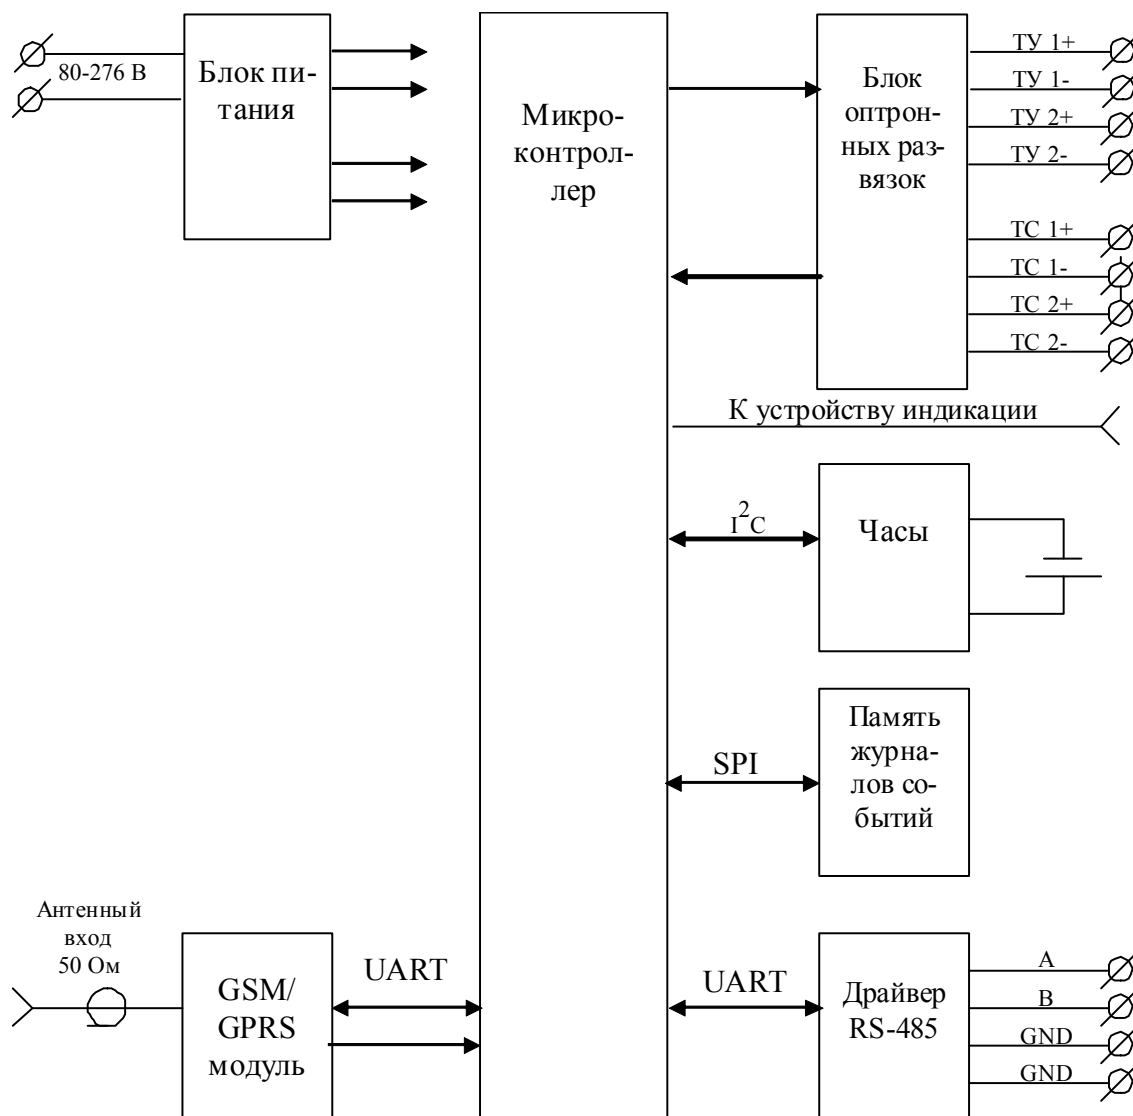 80-276 В
Блок пи-
тания
Микро-
контрол-
лер
Блок
оптрон-
ных раз-
вязок
ТУ 1+
ТУ 1-
ТУ 2+
ТУ 2-
ТС 1+
ТС 1-
ТС 2+
ТС 2-
К устройству индикации
I²C
Часы
SPI
Память
журна-
лов со-
бытий
Антенный
вход
50 Ом
GSM/
GPRS
модуль
UART
UART
Драйвер
RS-485
A
B
GND
GND